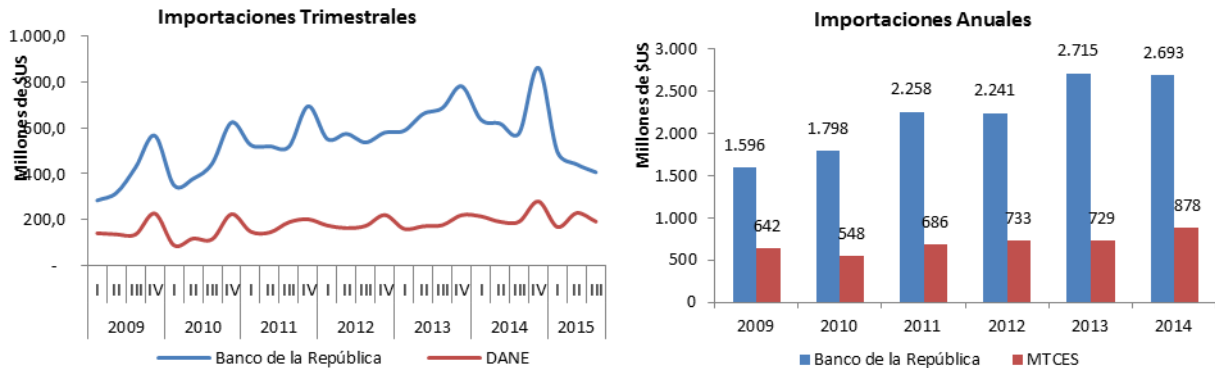 Importaciones Trimestrales
Millones de $US
1.000,0
800,0
600,0
400,0
200,0
-
I II III IV I II III IV I II III IV I II III IV I II III IV I II III IV I II III
2009 2010 2011 2012 2013 2014 2015
Banco de la República DANE
Importaciones Anuales
Millones de $US
3.000
2.500
2.000
1.500
1.000
500
0
1.596 1.798 2.258 2.241 2.715 2.693
642 548 686 733 729 878
2009 2010 2011 2012 2013 2014
Banco de la República MTCES